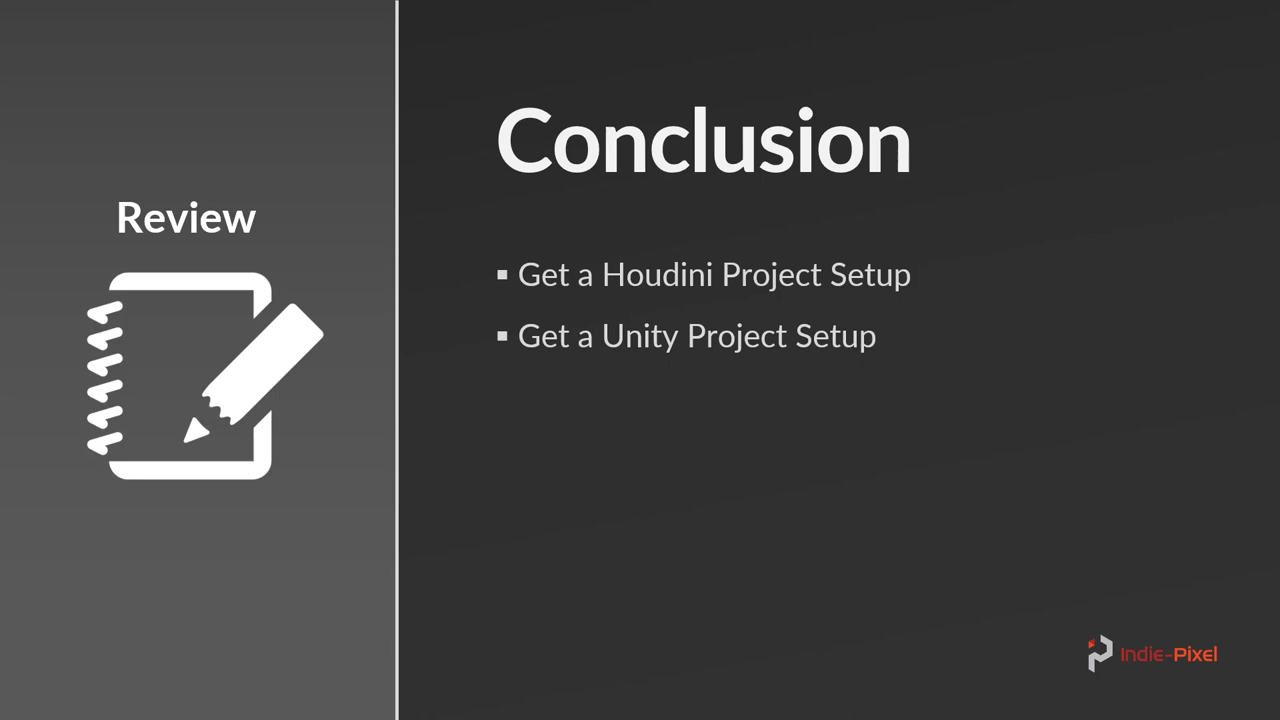 Review
Conclusion
▪ Get a Houdini Project Setup
▪ Get a Unity Project Setup
Indie-Pixel